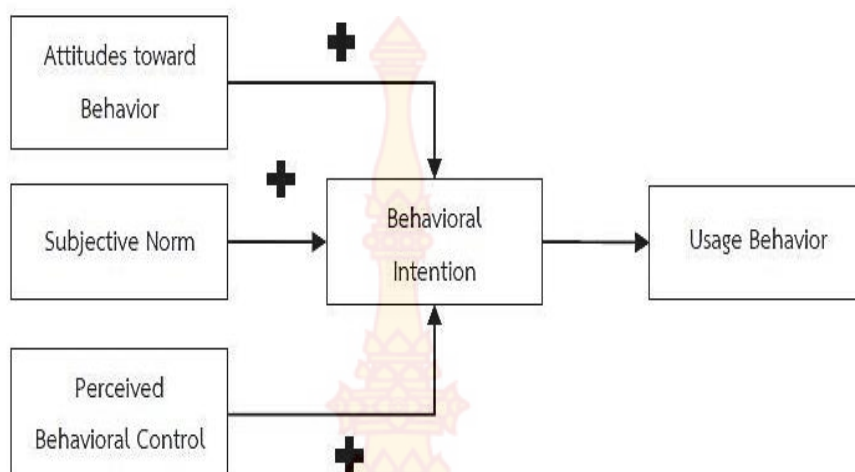 Attitudes toward
Behavior
Subjective Norm
Behavioral
Intention
Usage Behavior
Perceived
Behavioral Control